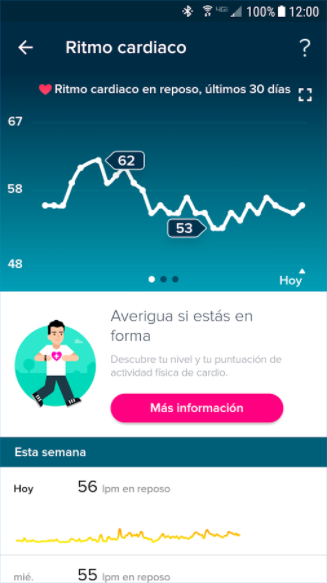 4G 100% 12:00
Ritmo cardiaco ?
Ritmo cardiaco en reposo, últimos 30 días
67
62
58
53
48
Hoy
Averigua si estás en
forma
Descubre tu nivel y tu puntuación de
actividad física de cardio.
Más información
Esta semana
Hoy 56 lpm en reposo
mié. 55 lpm en reposo